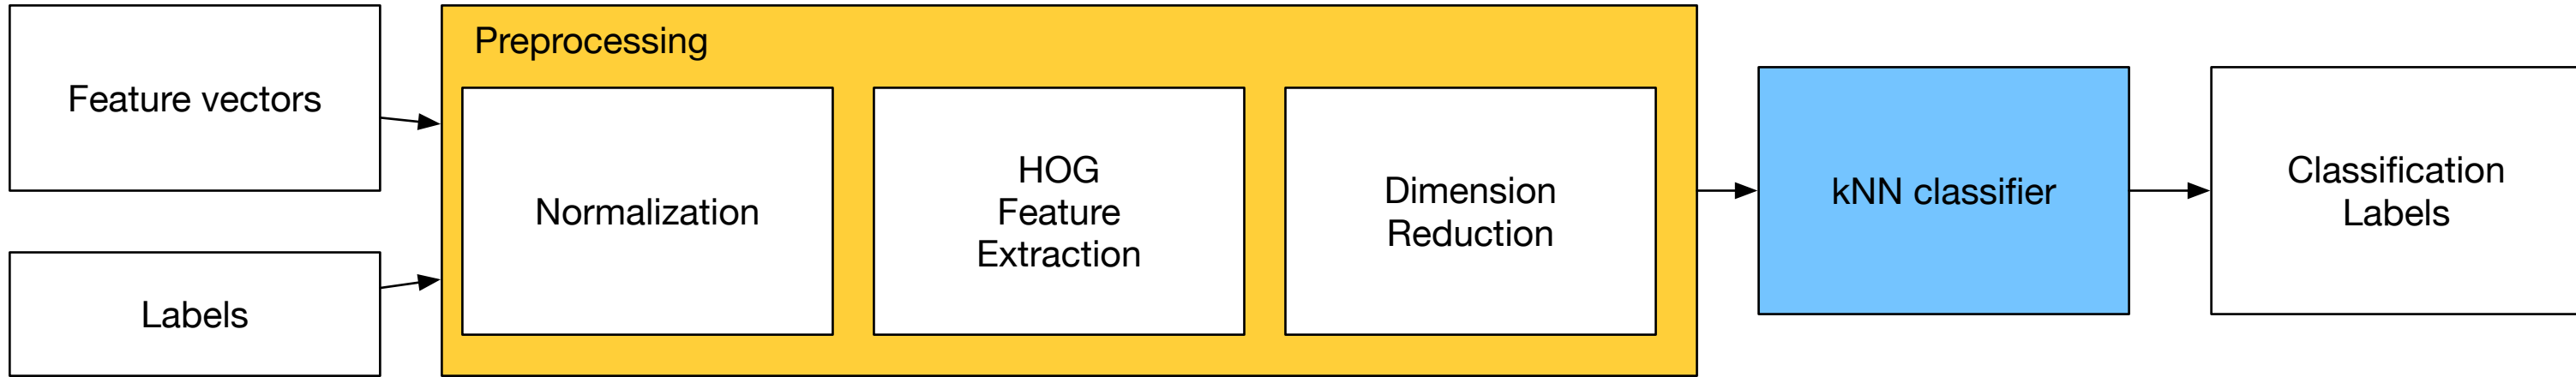 Feature vectors
Labels
Preprocessing
Normalization
HOG
Feature
Extraction
Dimension
Reduction
kNN classifier
Classification
Labels